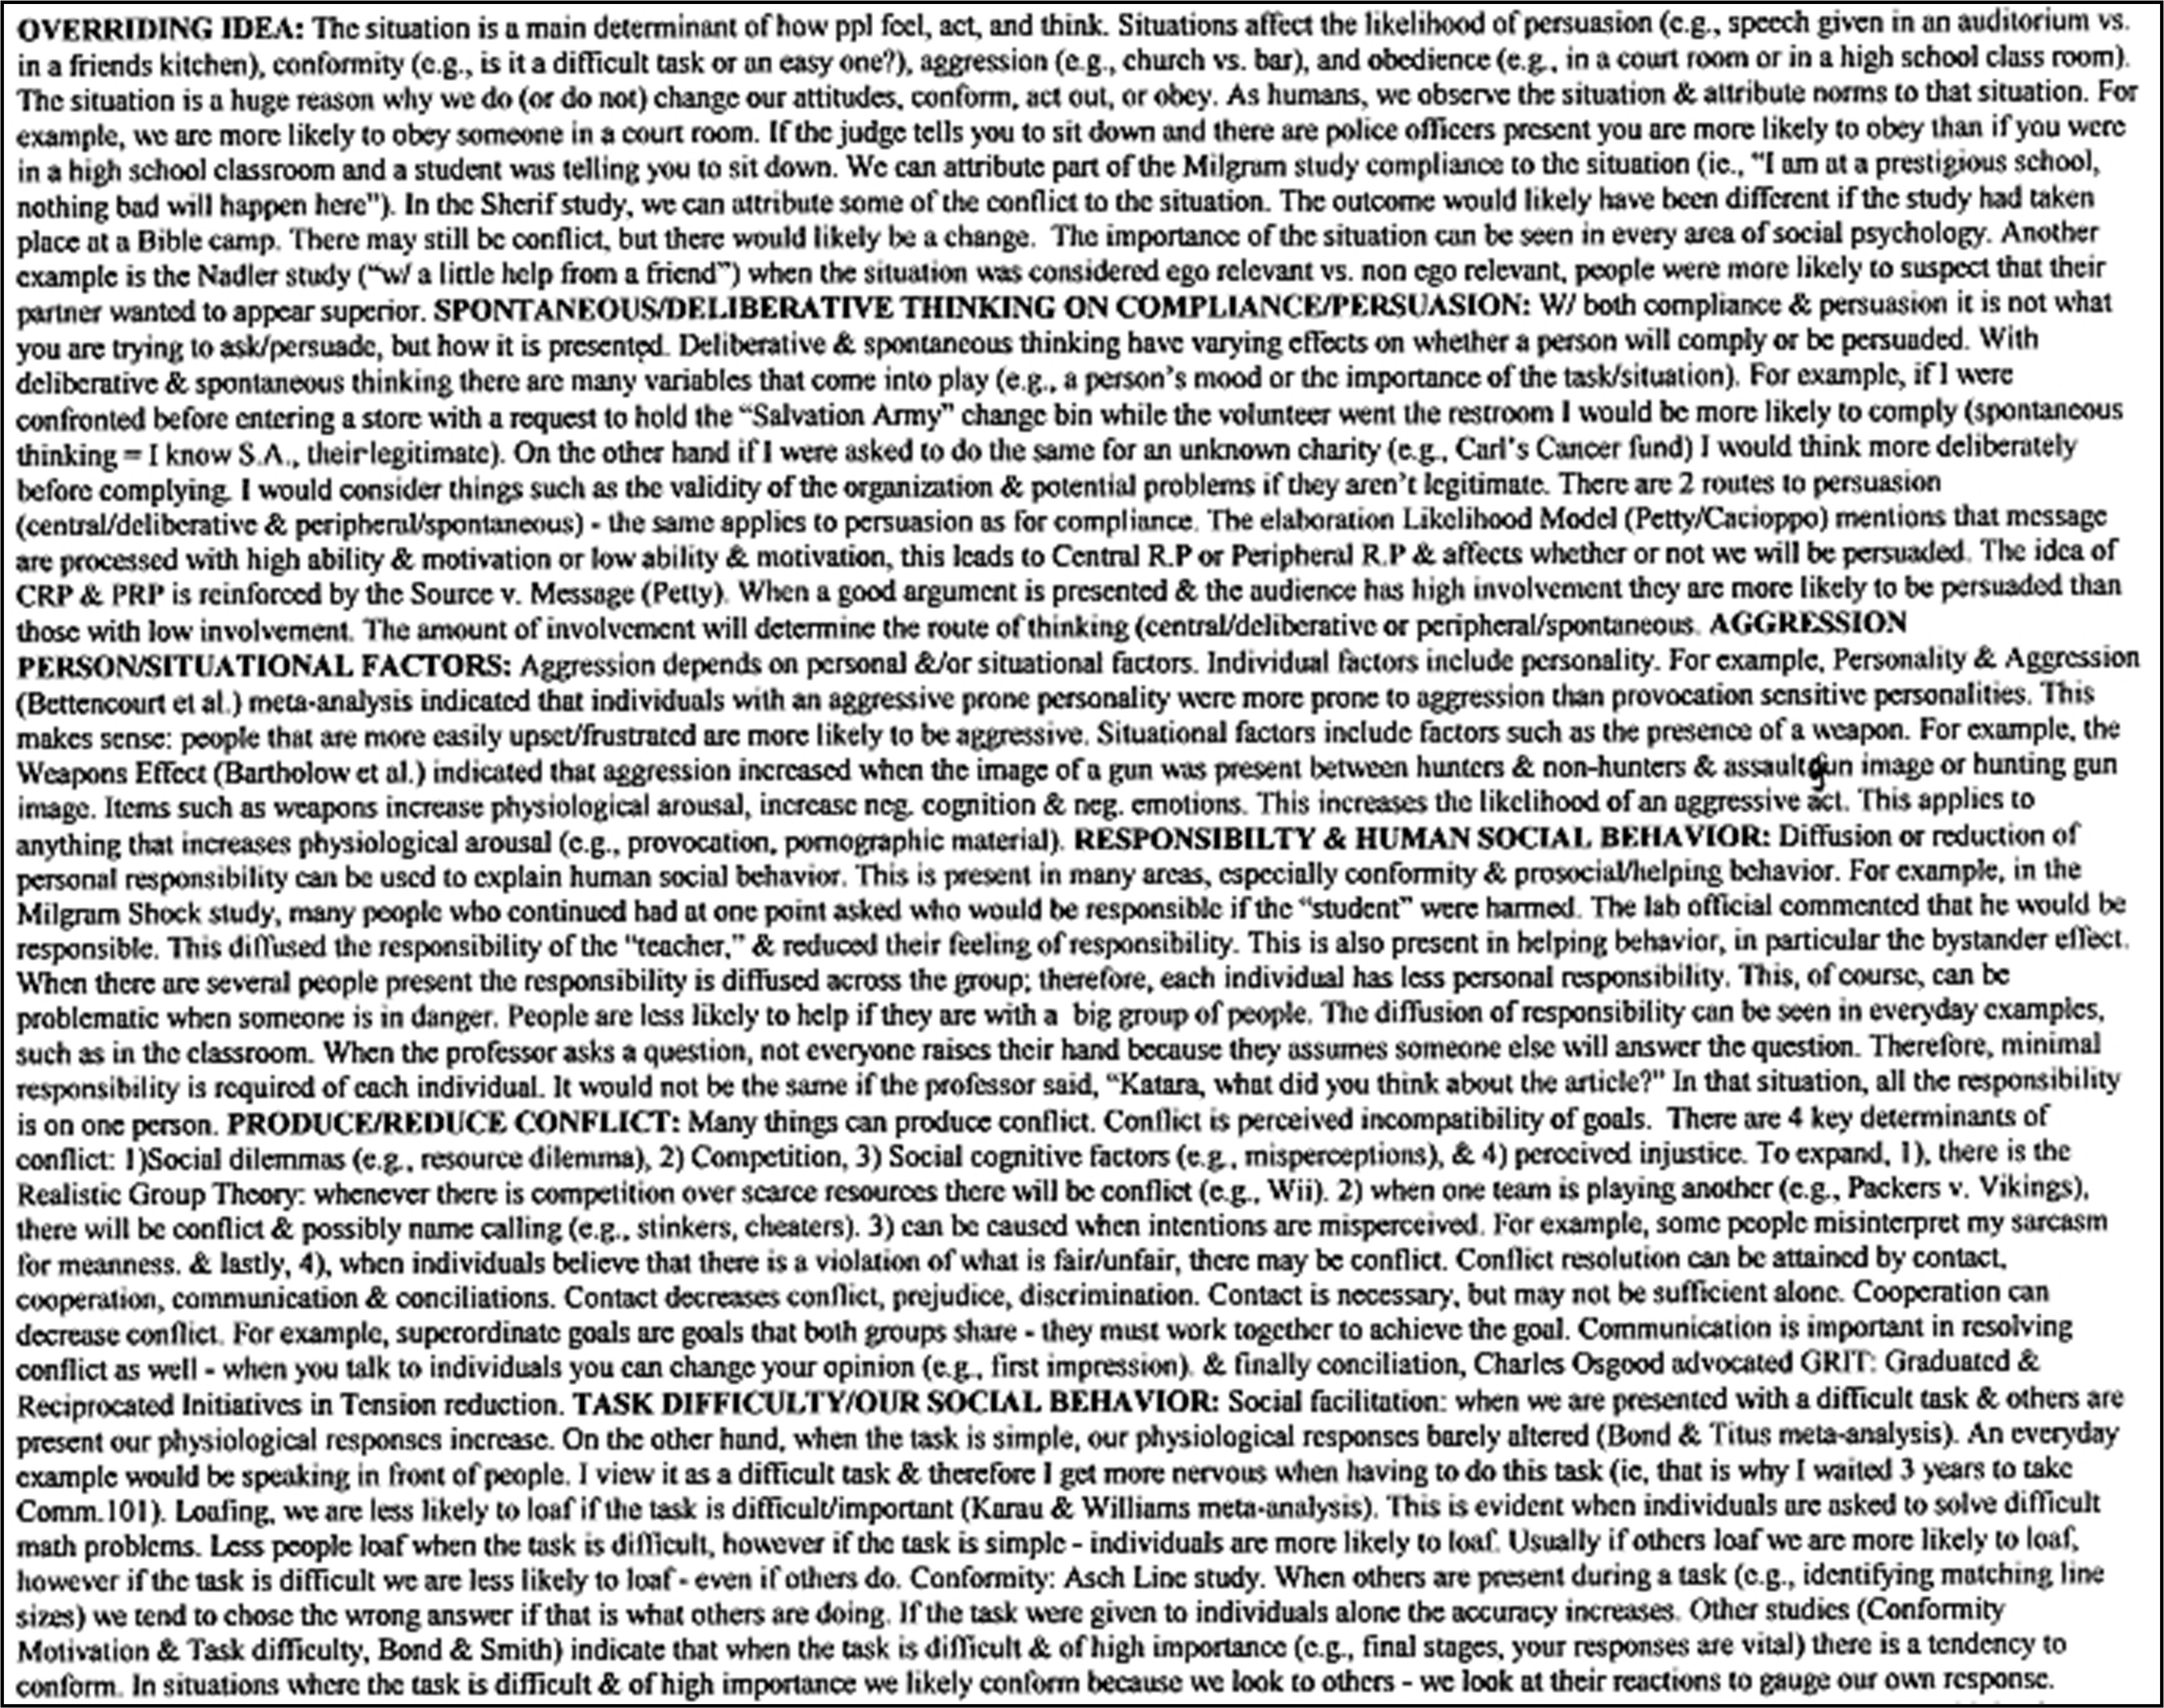 OVERRIDING IDEA: The situation is a main determinant of how ppl feel, act, and think. Situations affect the likelihood of persuasion (e.g., speech given in an auditorium vs.
in a friends kitchen), conformity (e.g., is it a difficult task or an easy one?), aggression (e.g., church vs. bar), and obedience (e.g., in a court room or in a high school class room).
The situation is a huge reason why we do (or do not) change our attitudes, conform, act out, or obey. As humans, we observe the situation & attribute norms to that situation. For
example, we are more likely to obey someone in a court room. If the judge tells you to sit down and there are police officers present you are more likely to obey than if you were
in a high school classroom and a student was telling you to sit down. We can attribute part of the Milgram study compliance to the situation (ie., “I am at a prestigious school,
nothing bad will happen here”). In the Sherif study, we can attribute some of the conflict to the situation. The outcome would likely have been different if the study had taken
place at a Bible camp. There may still be conflict, but there would likely be a change. The importance of the situation can be seen in every area of social psychology. Another
example is the Nadler study (“w/ a little help from a friend”) when the situation was considered ego relevant vs. non ego relevant, people were more likely to suspect that their
partner wanted to appear superior. SPONTANEOUS/DELIBERATIVE THINKING ON COMPLIANCE/PERSUASION: W/ both compliance & persuasion it is not what
you are trying to ask/persuade, but how it is presented. Deliberative & spontaneous thinking have varying effects on whether a person will comply or be persuaded. With
deliberative & spontaneous thinking there are many variables that come into play (e.g., a person’s mood or the importance of the task/situation). For example, if I were
confronted before entering a store with a request to hold the “Salvation Army” change bin while the volunteer went the restroom I would be more likely to comply (spontaneous
thinking = I know S.A., their legitimate). On the other hand if I were asked to do the same for an unknown charity (e.g., Carl’s Cancer fund) I would think more deliberately
before complying. I would consider things such as the validity of the organization & potential problems if they aren’t legitimate. There are 2 routes to persuasion
(central/deliberative & peripheral/spontaneous) - the same applies to persuasion as for compliance. The elaboration Likelihood Model (Petty/Cacioppo) mentions that message
are processed with high ability & motivation or low ability & motivation, this leads to Central R.P or Peripheral R.P & affects whether or not we will be persuaded. The idea of
CRP & PRP is reinforced by the Source v. Message (Petty). When a good argument is presented & the audience has high involvement they are more likely to be persuaded than
those with low involvement. The amount of involvement will determine the route of thinking (central/deliberative or peripheral/spontaneous. AGGRESSION
PERSON/SITUATIONAL FACTORS: Aggression depends on personal &/or situational factors. Individual factors include personality. For example, Personality & Aggression
(Bettencourt et al.) meta-analysis indicated that individuals with an aggressive prone personality were more prone to aggression than provocation sensitive personalities. This
makes sense: people that are more easily upset/frustrated are more likely to be aggressive. Situational factors include factors such as the presence of a weapon. For example, the
Weapons Effect (Bartholow et al.) indicated that aggression increased when the image of a gun was present between hunters & non-hunters & assault gun image or hunting gun
image. Items such as weapons increase physiological arousal, increase neg. cognition & neg. emotions. This increases the likelihood of an aggressive act. This applies to
anything that increases physiological arousal (e.g., provocation, pornographic material). RESPONSIBILTY & HUMAN SOCIAL BEHAVIOR: Diffusion or reduction of
personal responsibility can be used to explain human social behavior. This is present in many areas, especially conformity & prosocial/helping behavior. For example, in the
Milgram Shock study, many people who continued had at one point asked who would be responsible if the “student” were harmed. The lab official commented that he would be
responsible. This diffused the responsibility of the “teacher,” & reduced their feeling of responsibility. This is also present in helping behavior, in particular the bystander effect.
When there are several people present the responsibility is diffused across the group; therefore, each individual has less personal responsibility. This, of course, can be
problematic when someone is in danger. People are less likely to help if they are with a big group of people. The diffusion of responsibility can be seen in everyday examples,
such as in the classroom. When the professor asks a question, not everyone raises their hand because they assumes someone else will answer the question. Therefore, minimal
responsibility is required of each individual. It would not be the same if the professor said, “Katara, what did you think about the article?” In that situation, all the responsibility
is on one person. PRODUCE/REDUCE CONFLICT: Many things can produce conflict. Conflict is perceived incompatibility of goals. There are 4 key determinants of
conflict: 1)Social dilemmas (e.g., resource dilemma), 2) Competition, 3) Social cognitive factors (e.g., misperceptions), & 4) perceived injustice. To expand, 1), there is the
Realistic Group Theory: whenever there is competition over scarce resources there will be conflict (e.g., Wii). 2) when one team is playing another (e.g., Packers v. Vikings),
there will be conflict & possibly name calling (e.g., stinkers, cheaters). 3) can be caused when intentions are misperceived. For example, some people misinterpret my sarcasm
for meanness. & lastly, 4), when individuals believe that there is a violation of what is fair/unfair, there may be conflict. Conflict resolution can be attained by contact,
cooperation, communication & conciliations. Contact decreases conflict, prejudice, discrimination. Contact is necessary, but may not be sufficient alone. Cooperation can
decrease conflict. For example, superordinate goals are goals that both groups share - they must work together to achieve the goal. Communication is important in resolving
conflict as well - when you talk to individuals you can change your opinion (e.g., first impression). & finally conciliation, Charles Osgood advocated GRIT: Graduated &
Reciprocated Initiatives in Tension reduction. TASK DIFFICULTY/OUR SOCIAL BEHAVIOR: Social facilitation: when we are presented with a difficult task & others are
present our physiological responses increase. On the other hand, when the task is simple, our physiological responses barely altered (Bond & Titus meta-analysis). An everyday
example would be speaking in front of people. I view it as a difficult task & therefore I get more nervous when having to do this task (ie, that is why I waited 3 years to take
Comm.101). Loafing, we are less likely to loaf if the task is difficult/important (Karau & Williams meta-analysis). This is evident when individuals are asked to solve difficult
math problems. Less people loaf when the task is difficult, however if the task is simple - individuals are more likely to loaf. Usually if others loaf we are more likely to loaf,
however if the task is difficult we are less likely to loaf - even if others do. Conformity: Asch Line study. When others are present during a task (e.g., identifying matching line
sizes) we tend to chose the wrong answer if that is what others are doing. If the task were given to individuals alone the accuracy increases. Other studies (Conformity
Motivation & Task difficulty, Bond & Smith) indicate that when the task is difficult & of high importance (e.g., final stages, your responses are vital) there is a tendency to
conform. In situations where the task is difficult & of high importance we likely conform because we look to others - we look at their reactions to gauge our own response.